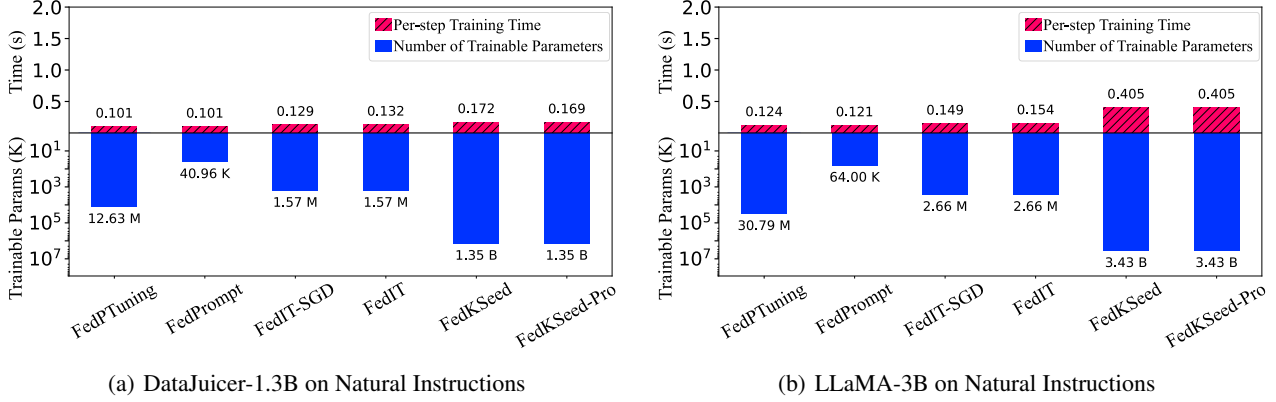 2.0
1.5
1.0
0.5
Time (s)
Per-step Training Time
Number of Trainable Parameters
0.101 0.101 0.129 0.132 0.172 0.169
10^1
10^3
10^5
10^7
Trainable Params (K)
12.63 M 40.96 K 1.57 M 1.57 M 1.35 B 1.35 B
FedPTuning FedPrompt FedIT-SGD FedIT FedKSeed FedKSeed-Pro
(a) DataJuicer-1.3B on Natural Instructions
2.0
1.5
1.0
0.5
Time (s)
Per-step Training Time
Number of Trainable Parameters
0.124 0.121 0.149 0.154 0.405 0.405
10^1
10^3
10^5
10^7
Trainable Params (K)
30.79 M 64.00 K 2.66 M 2.66 M 3.43 B 3.43 B
FedPTuning FedPrompt FedIT-SGD FedIT FedKSeed FedKSeed-Pro
(b) LLaMA-3B on Natural Instructions